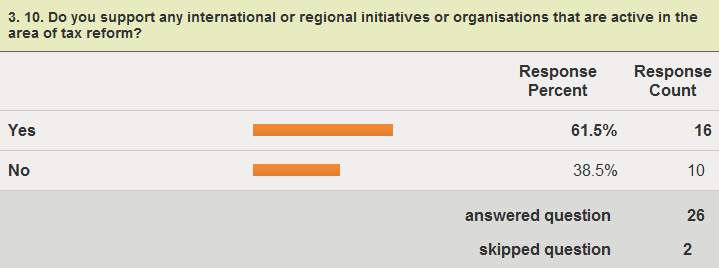 3. 10. Do you support any international or regional initiatives or organisations that are active in the
area of tax reform?
Response Percent Response Count
Yes 61.5% 16
No 38.5% 10
answered question 26
skipped question 2